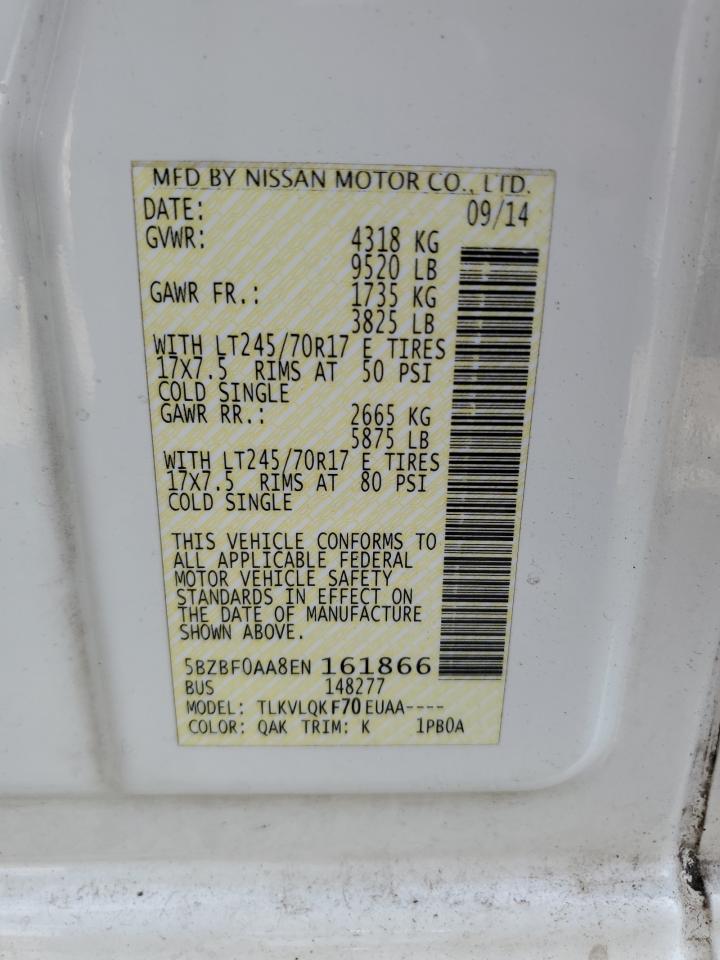 MFD BY NISSAN MOTOR CO., LTD.
DATE: 09/14
GVWR: 4318 KG
9520 LB
GAWR FR.: 1735 KG
3825 LB
WITH LT245/70R17 E TIRES
17X7.5 RIMS AT 50 PSI
COLD SINGLE
GAWR RR.: 2665 KG
5875 LB
WITH LT245/70R17 E TIRES
17X7.5 RIMS AT 80 PSI
COLD SINGLE
THIS VEHICLE CONFORMS TO
ALL APPLICABLE FEDERAL
MOTOR VEHICLE SAFETY
STANDARDS IN EFFECT ON
THE DATE OF MANUFACTURE
SHOWN ABOVE.
5BZBF0AA8EN 161866
BUS 148277
MODEL: TLKVLQK F70 EUAA----
COLOR: QAK TRIM: K 1PB0A